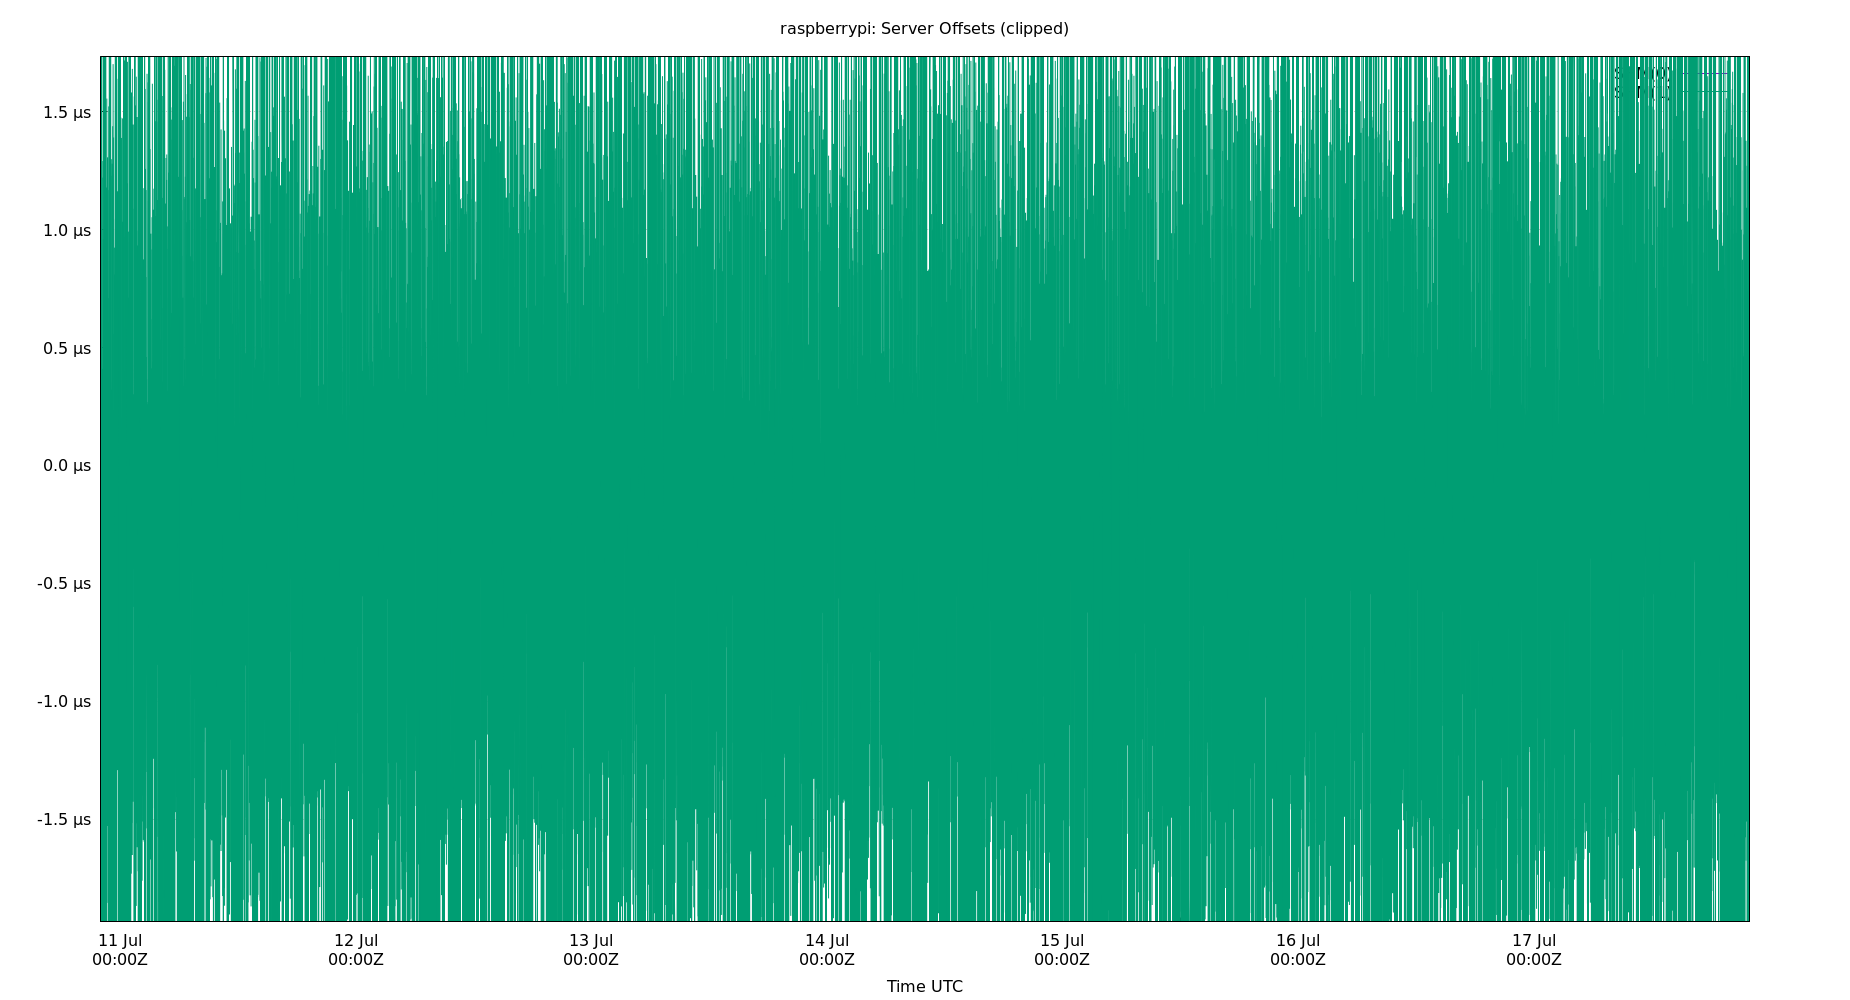 raspberrypi: Server Offsets (clipped)
1.5 µs
1.0 µs
0.5 µs
0.0 µs
-0.5 µs
-1.0 µs
-1.5 µs
11 Jul
00:00Z
12 Jul
00:00Z
13 Jul
00:00Z
14 Jul
00:00Z
15 Jul
00:00Z
16 Jul
00:00Z
17 Jul
00:00Z
Time UTC